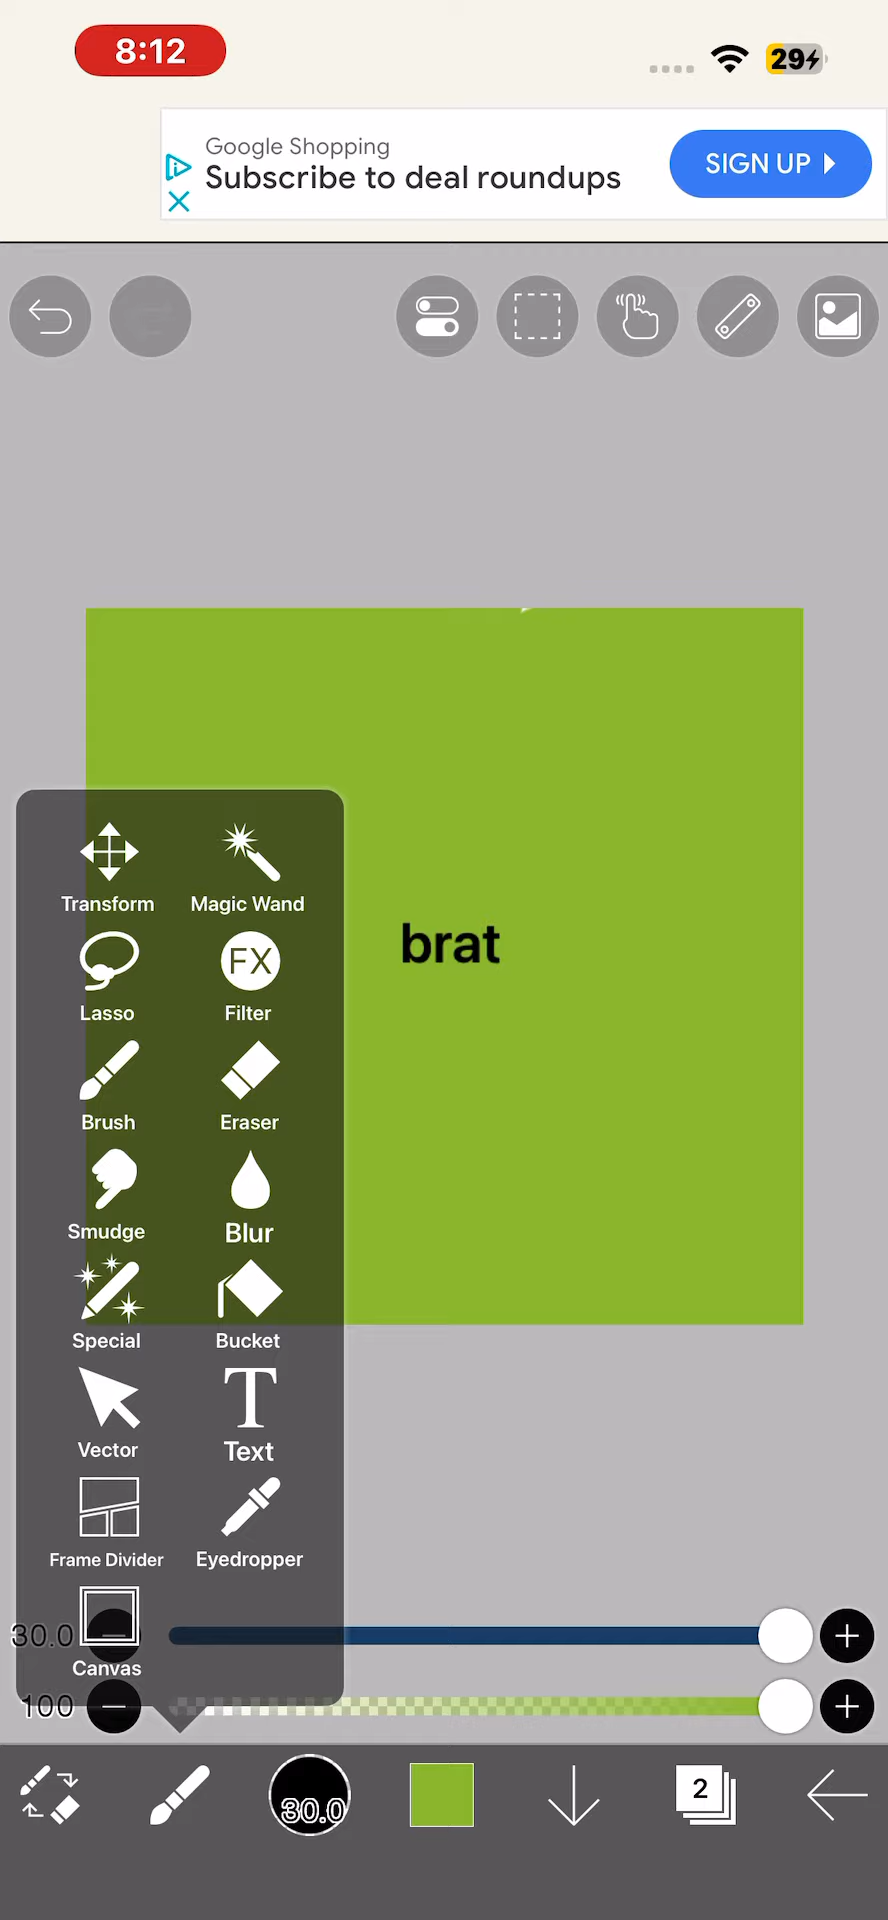 8:12
29
Google Shopping
Subscribe to deal roundups
SIGN UP
brat
Transform
Magic Wand
Lasso
FX
Filter
Brush
Eraser
Smudge
Blur
Special
Bucket
Vector
T
Text
Frame Divider
Eyedropper
30.0
Canvas
100
30.0
2